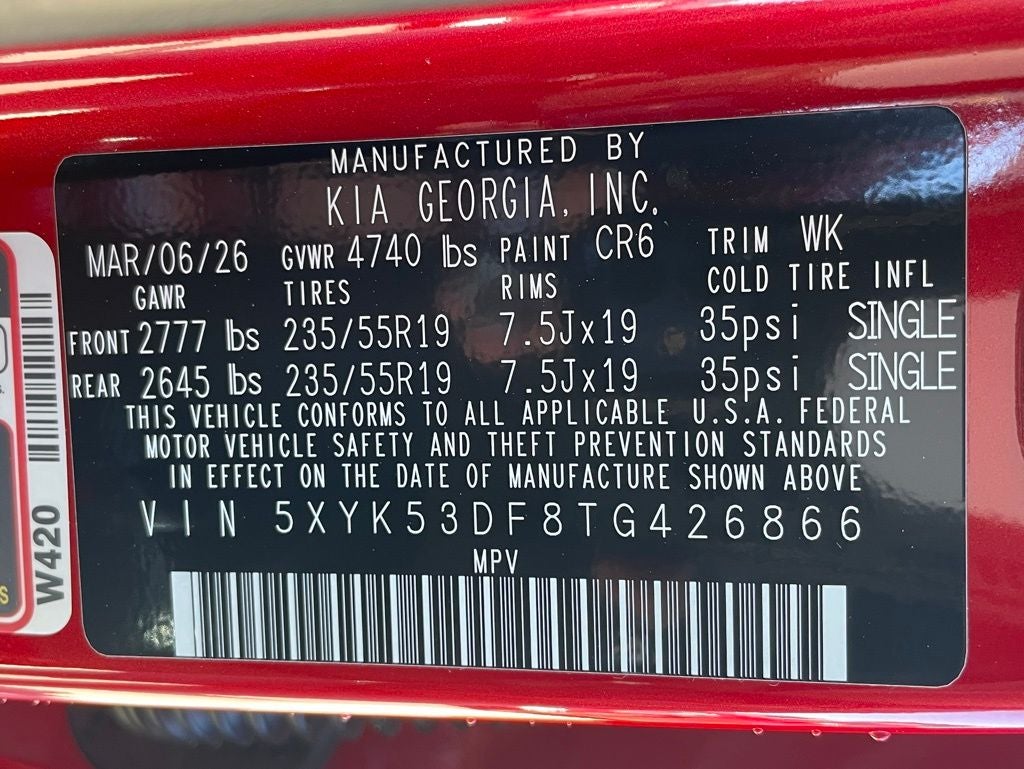 MANUFACTURED BY
KIA GEORGIA, INC.
MAR/06/26 GVWR 4740 lbs PAINT CR6 TRIM WK
GAWR TIRES RIMS COLD TIRE INFL
FRONT 2777 lbs 235/55R19 7.5Jx19 35psi SINGLE
REAR 2645 lbs 235/55R19 7.5Jx19 35psi SINGLE
THIS VEHICLE CONFORMS TO ALL APPLICABLE U.S.A. FEDERAL
MOTOR VEHICLE SAFETY AND THEFT PREVENTION STANDARDS
IN EFFECT ON THE DATE OF MANUFACTURE SHOWN ABOVE
VIN 5XYK53DF8TG426866
MPV
W420